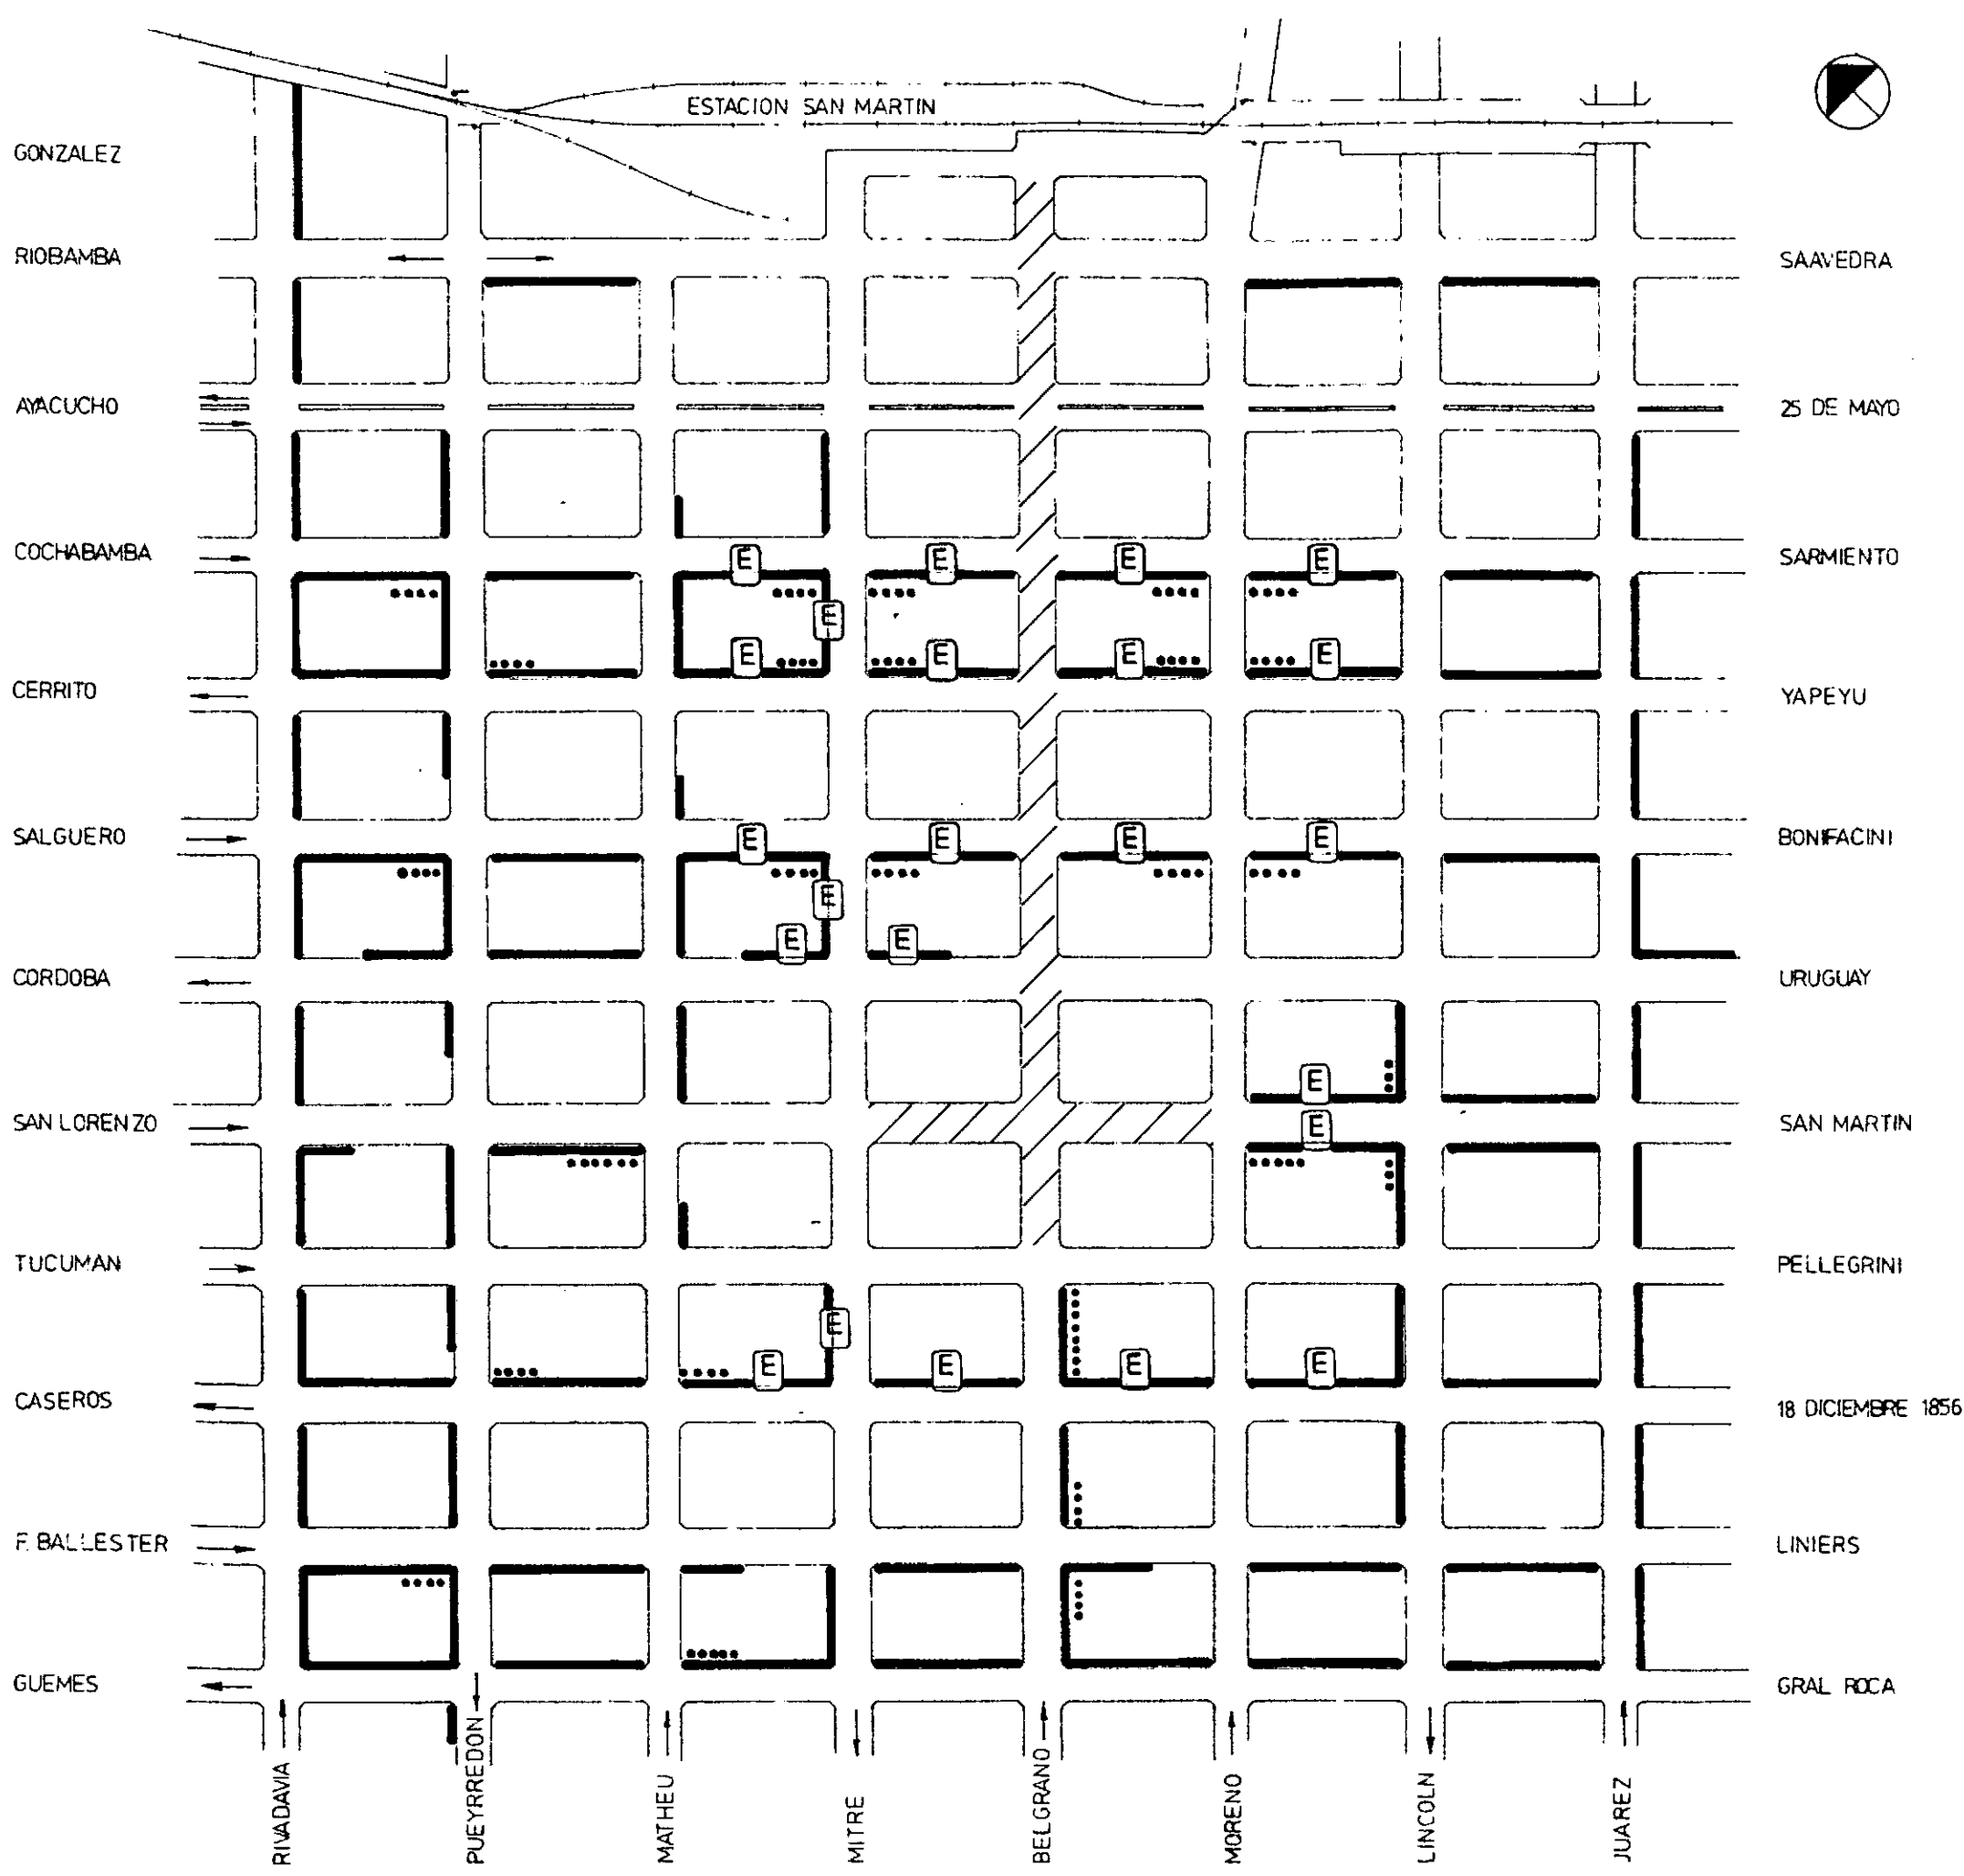 ESTACION SAN MARTIN
GONZALEZ
RIOBAMBA
SAAVEDRA
AYACUCHO
25 DE MAYO
COCHABAMBA
SARMIENTO
E E E E
E
E E E E
CERRITO
YAPEYU
SALGUERO
BONIFACINI
E E E E
E
E E
CORDOBA
URUGUAY
E
SAN LORENZO
SAN MARTIN
E
TUCUMAN
PELLEGRINI
E
E E E E
CASEROS
18 DICIEMBRE 1856
F. BALLESTER
LINIERS
GUEMES
GRAL ROCA
RIVADAVIA
PUEYRREDON
MATHEU
MITRE
BELGRANO
MORENO
LINCOLN
JUAREZ